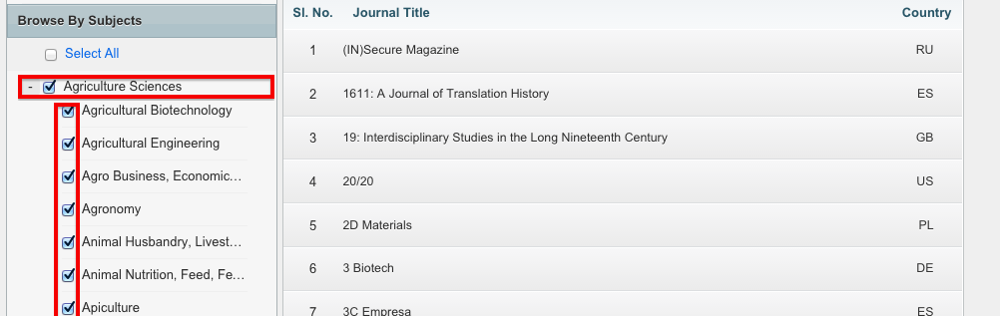 Browse By Subjects
Select All
- Agriculture Sciences
Agricultural Biotechnology
Agricultural Engineering
Agro Business, Economic...
Agronomy
Animal Husbandry, Livest...
Animal Nutrition, Feed, Fe...
Apiculture
Sl. No. Journal Title Country
1 (IN)Secure Magazine RU
2 1611: A Journal of Translation History ES
3 19: Interdisciplinary Studies in the Long Nineteenth Century GB
4 20/20 US
5 2D Materials PL
6 3 Biotech DE
7 3C Empresa ES